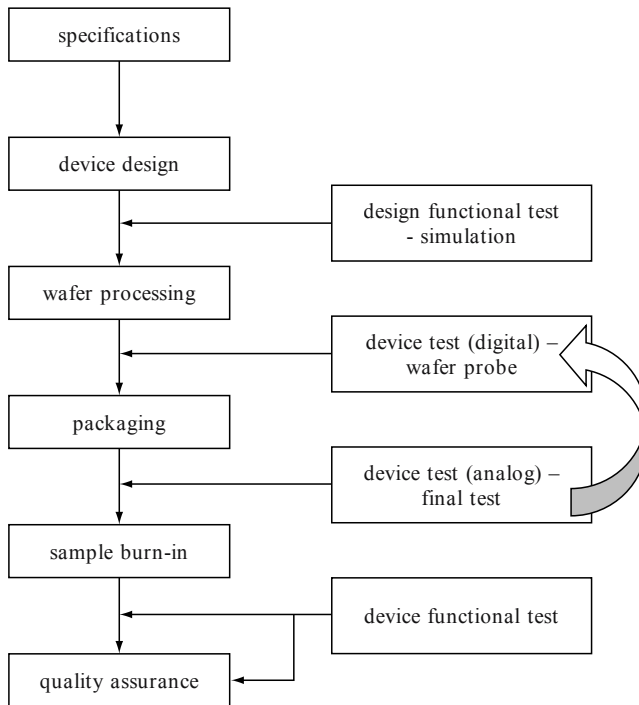 specifications
device design
design functional test
- simulation
wafer processing
device test (digital) –
wafer probe
packaging
device test (analog) –
final test
sample burn-in
device functional test
quality assurance